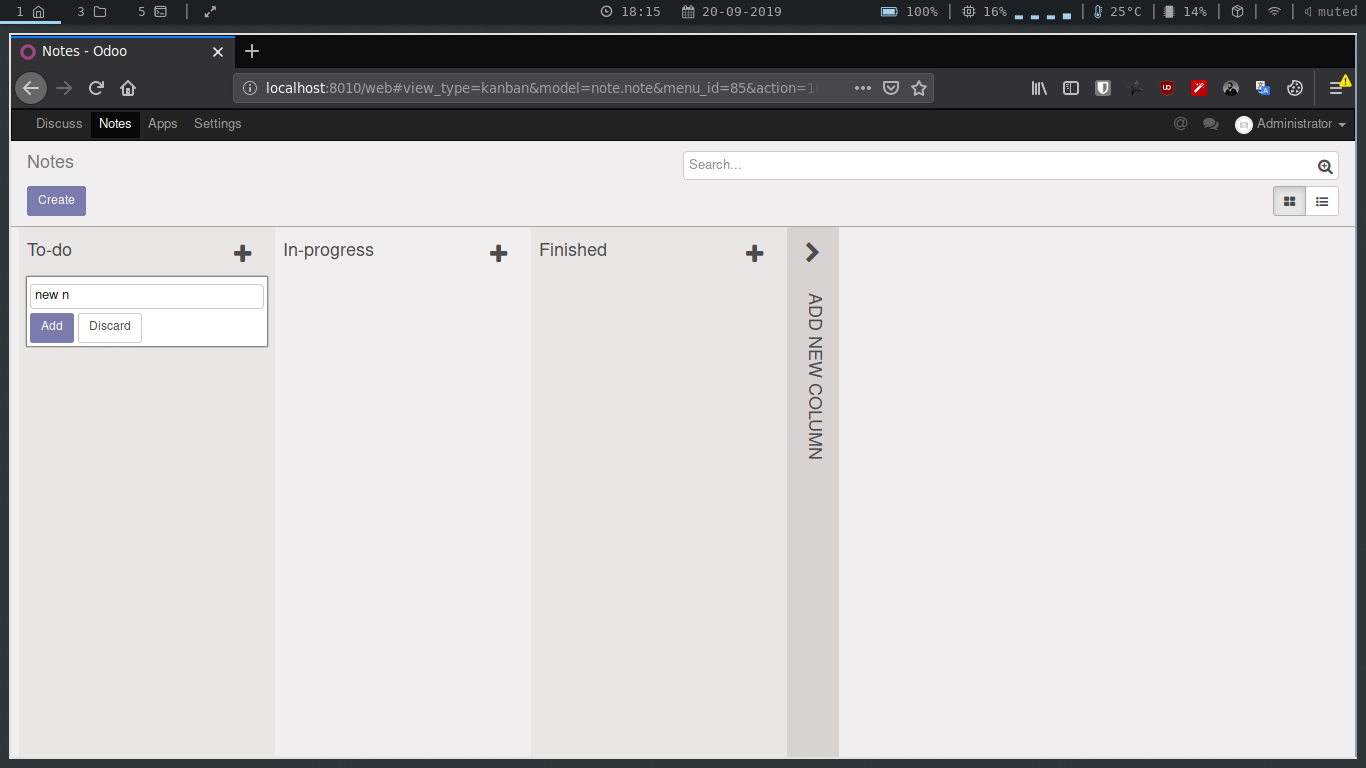 1 3 5 18:15 20-09-2019 100% 16% 25°C 14% muted
Notes - Odoo
localhost:8010/web#view_type=kanban&model=note.note&menu_id=85&action=1
Discuss Notes Apps Settings @ Administrator
Notes
Search...
Create
To-do In-progress Finished
new n
Add Discard
ADD NEW COLUMN